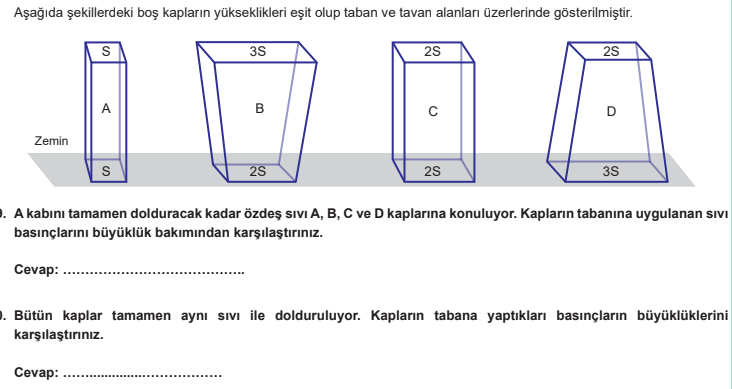 Aşağıda şekillerdeki boş kapların yükseklikleri eşit olup taban ve tavan alanları üzerlerinde gösterilmiştir.
S 3S 2S 2S
A B C D
Zemin
S 2S 2S 3S
9. A kabını tamamen dolduracak kadar özdeş sıvı A, B, C ve D kaplarına konuluyor. Kapların tabanına uygulanan sıvı
basınçlarını büyüklük bakımından karşılaştırınız.
Cevap: ............................................
). Bütün kaplar tamamen aynı sıvı ile dolduruluyor. Kapların tabana yaptıkları basınçların büyüklüklerini
karşılaştırınız.
Cevap: ............................................